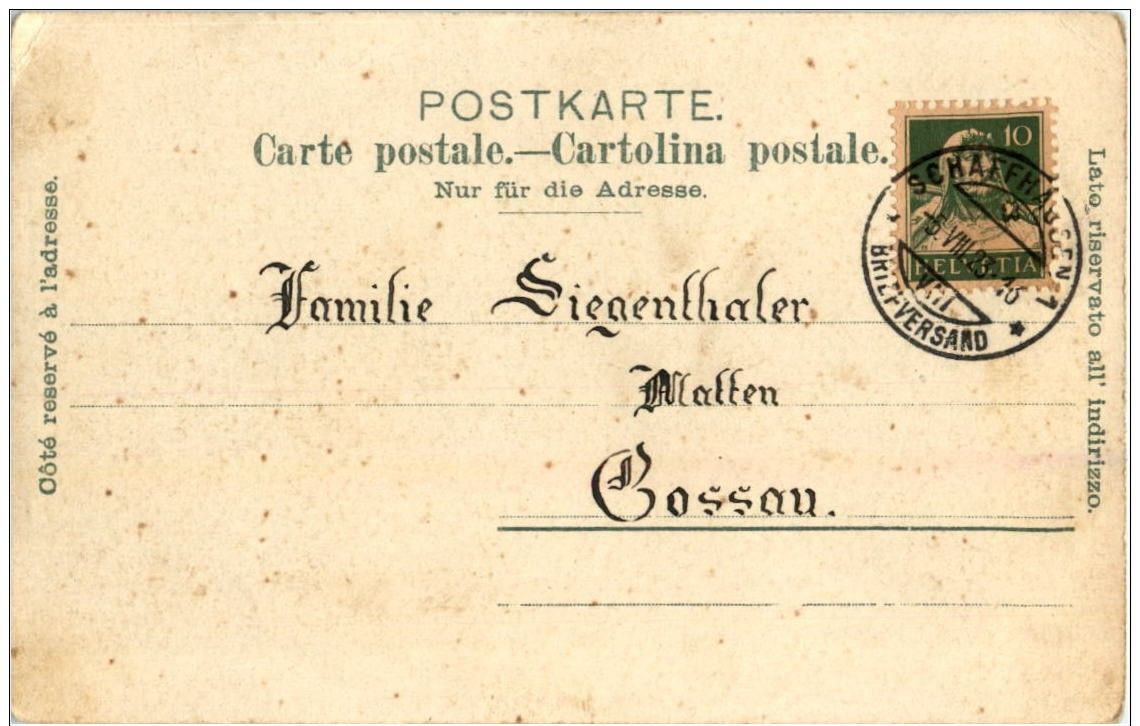 POSTKARTE.
Carte postale.—Cartolina postale.
Nur für die Adresse.
Côté reservé à l'adresse.
Lato riservato all' indirizzo.
10
HELVETIA
SCHAFFHAUSEN 1
BRIEFVERSAND
Familie Siegenthaler
Matten
Gossau.